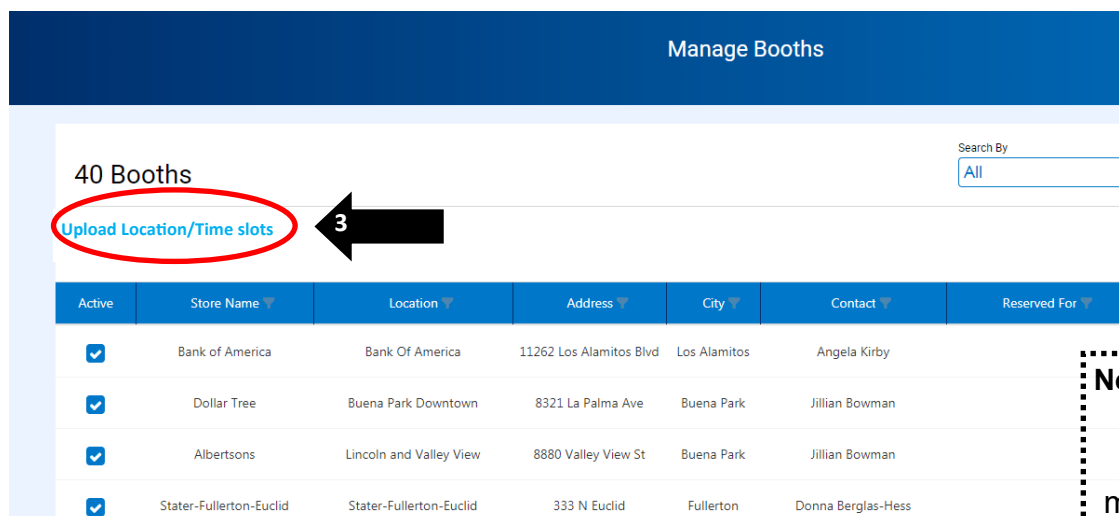 Manage Booths
Search By
40 Booths
All
Upload Location/Time slots
3
Active Store Name Location Address City Contact Reserved For
Bank of America Bank Of America 11262 Los Alamitos Blvd Los Alamitos Angela Kirby
Dollar Tree Buena Park Downtown 8321 La Palma Ave Buena Park Jillian Bowman
Albertsons Lincoln and Valley View 8880 Valley View St Buena Park Jillian Bowman
Stater-Fullerton-Euclid Stater-Fullerton-Euclid 333 N Euclid Fullerton Donna Berglas-Hess